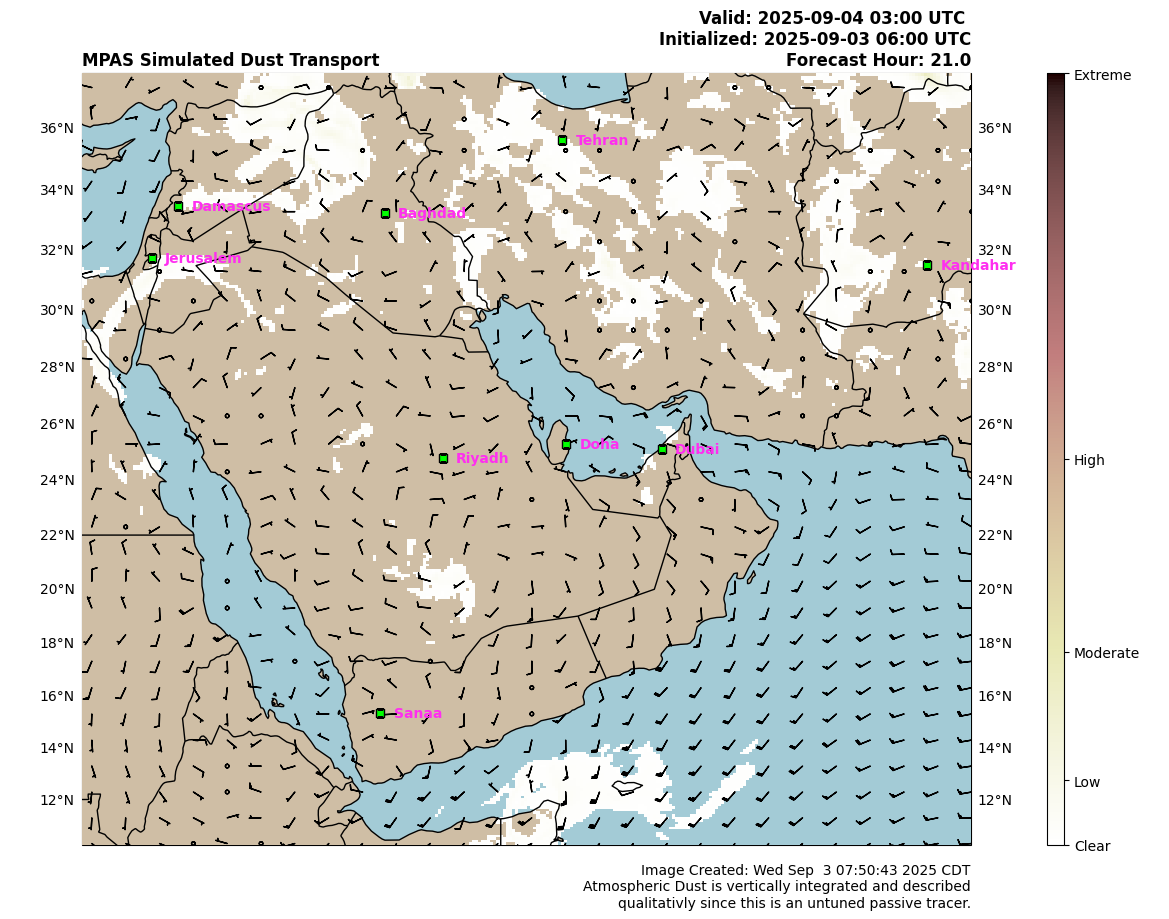 Valid: 2025-09-04 03:00 UTC
Initialized: 2025-09-03 06:00 UTC
MPAS Simulated Dust Transport Forecast Hour: 21.0
Extreme
36°N 36°N
Tehran
34°N 34°N
Damascus
Baghdad
32°N 32°N
Jerusalem
Kandahar
30°N 30°N
28°N 28°N
26°N 26°N
Doha
Dubai
Riyadh High
24°N 24°N
22°N 22°N
20°N 20°N
18°N 18°N
Moderate
16°N 16°N
Sanaa
14°N 14°N
Low
12°N 12°N
Clear
Image Created: Wed Sep  3 07:50:43 2025 CDT
Atmospheric Dust is vertically integrated and described
qualitativly since this is an untuned passive tracer.